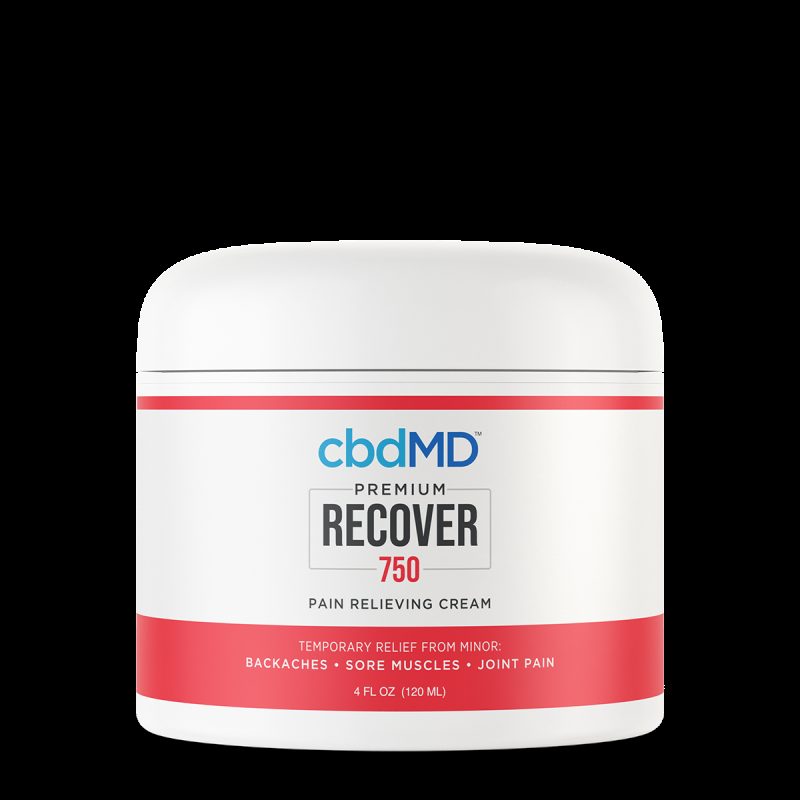 cbdMD™
PREMIUM
RECOVER
750
PAIN RELIEVING CREAM
TEMPORARY RELIEF FROM MINOR:
BACKACHES • SORE MUSCLES • JOINT PAIN
4 FL OZ (120 ML)